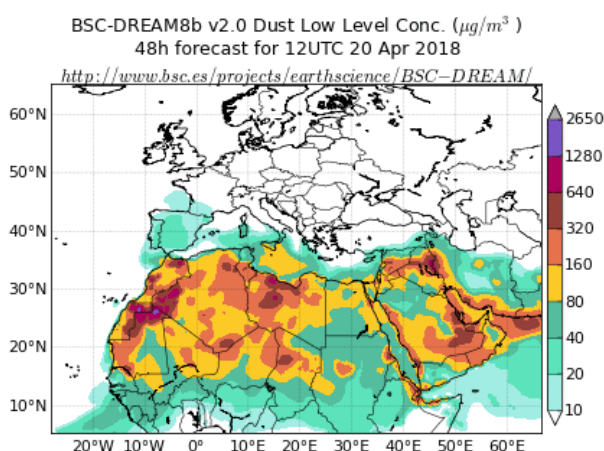 BSC-DREAM8b v2.0 Dust Low Level Conc. (μg/m³ )
48h forecast for 12UTC 20 Apr 2018
http://www.bsc.es/projects/earthscience/BSC−DREAM/
60°N
50°N
40°N
30°N
20°N
10°N
2650
1280
640
320
160
80
40
20
10
20°W 10°W 0° 10°E 20°E 30°E 40°E 50°E 60°E